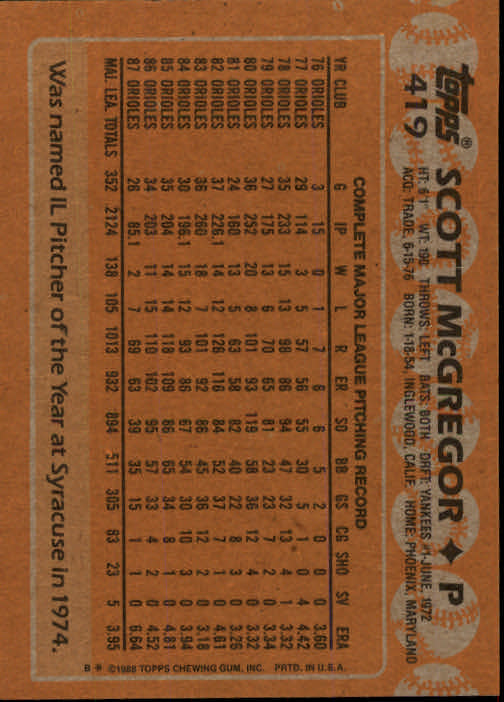 TOPPS® SCOTT McGREGOR ♦ P
419 HT: 6'1" WT: 190 THROWS: LEFT BATS: BOTH DRFT: YANKEES #1-JUNE, 1972
ACQ: TRADE, 6-15-76 BORN: 1-18-54, INGLEWOOD, CALIF. HOME: PHOENIX, MARYLAND
COMPLETE MAJOR LEAGUE PITCHING RECORD
YR CLUB G IP W L R ER SO BB GS CG SHO SV ERA
76 ORIOLES 3 15 0 1 7 6 6 5 2 0 0 0 3.60
77 ORIOLES 29 114 3 5 57 56 55 30 5 1 0 4 4.42
78 ORIOLES 35 233 15 13 98 86 94 47 32 13 4 1 3.32
79 ORIOLES 27 175 13 6 70 65 81 23 23 7 2 0 3.34
80 ORIOLES 36 252 20 8 101 93 119 58 36 12 4 0 3.32
81 ORIOLES 24 160 13 5 63 58 82 40 22 8 3 0 3.26
82 ORIOLES 37 226.1 14 12 126 116 84 52 37 7 1 0 4.61
83 ORIOLES 36 260 18 7 101 92 86 45 36 12 2 0 3.18
84 ORIOLES 30 196.1 15 12 93 86 67 54 30 10 3 0 3.94
85 ORIOLES 35 204 14 14 118 109 86 65 34 8 1 0 4.81
86 ORIOLES 34 203 11 15 110 102 95 57 33 4 2 0 4.52
87 ORIOLES 26 85.1 2 7 69 63 39 35 15 1 1 0 6.64
MAJ. LEA. TOTALS 352 2124 138 105 1013 932 894 511 305 83 23 5 3.95
B * ©1988 TOPPS CHEWING GUM, INC. PRTD. IN U.S.A.
Was named IL Pitcher of the Year at Syracuse in 1974.